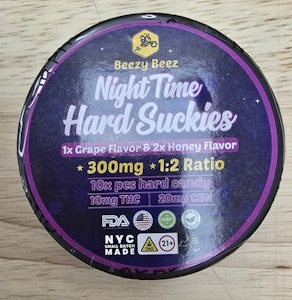 Beezy Beez
Night Time
Hard Suckies
1x Grape Flavor & 2x Honey Flavor
300mg 1:2 Ratio
10x pcs hard candy
10mg THC 20mg CBN
FDA
NYC
SMALL BATCH
MADE
21+